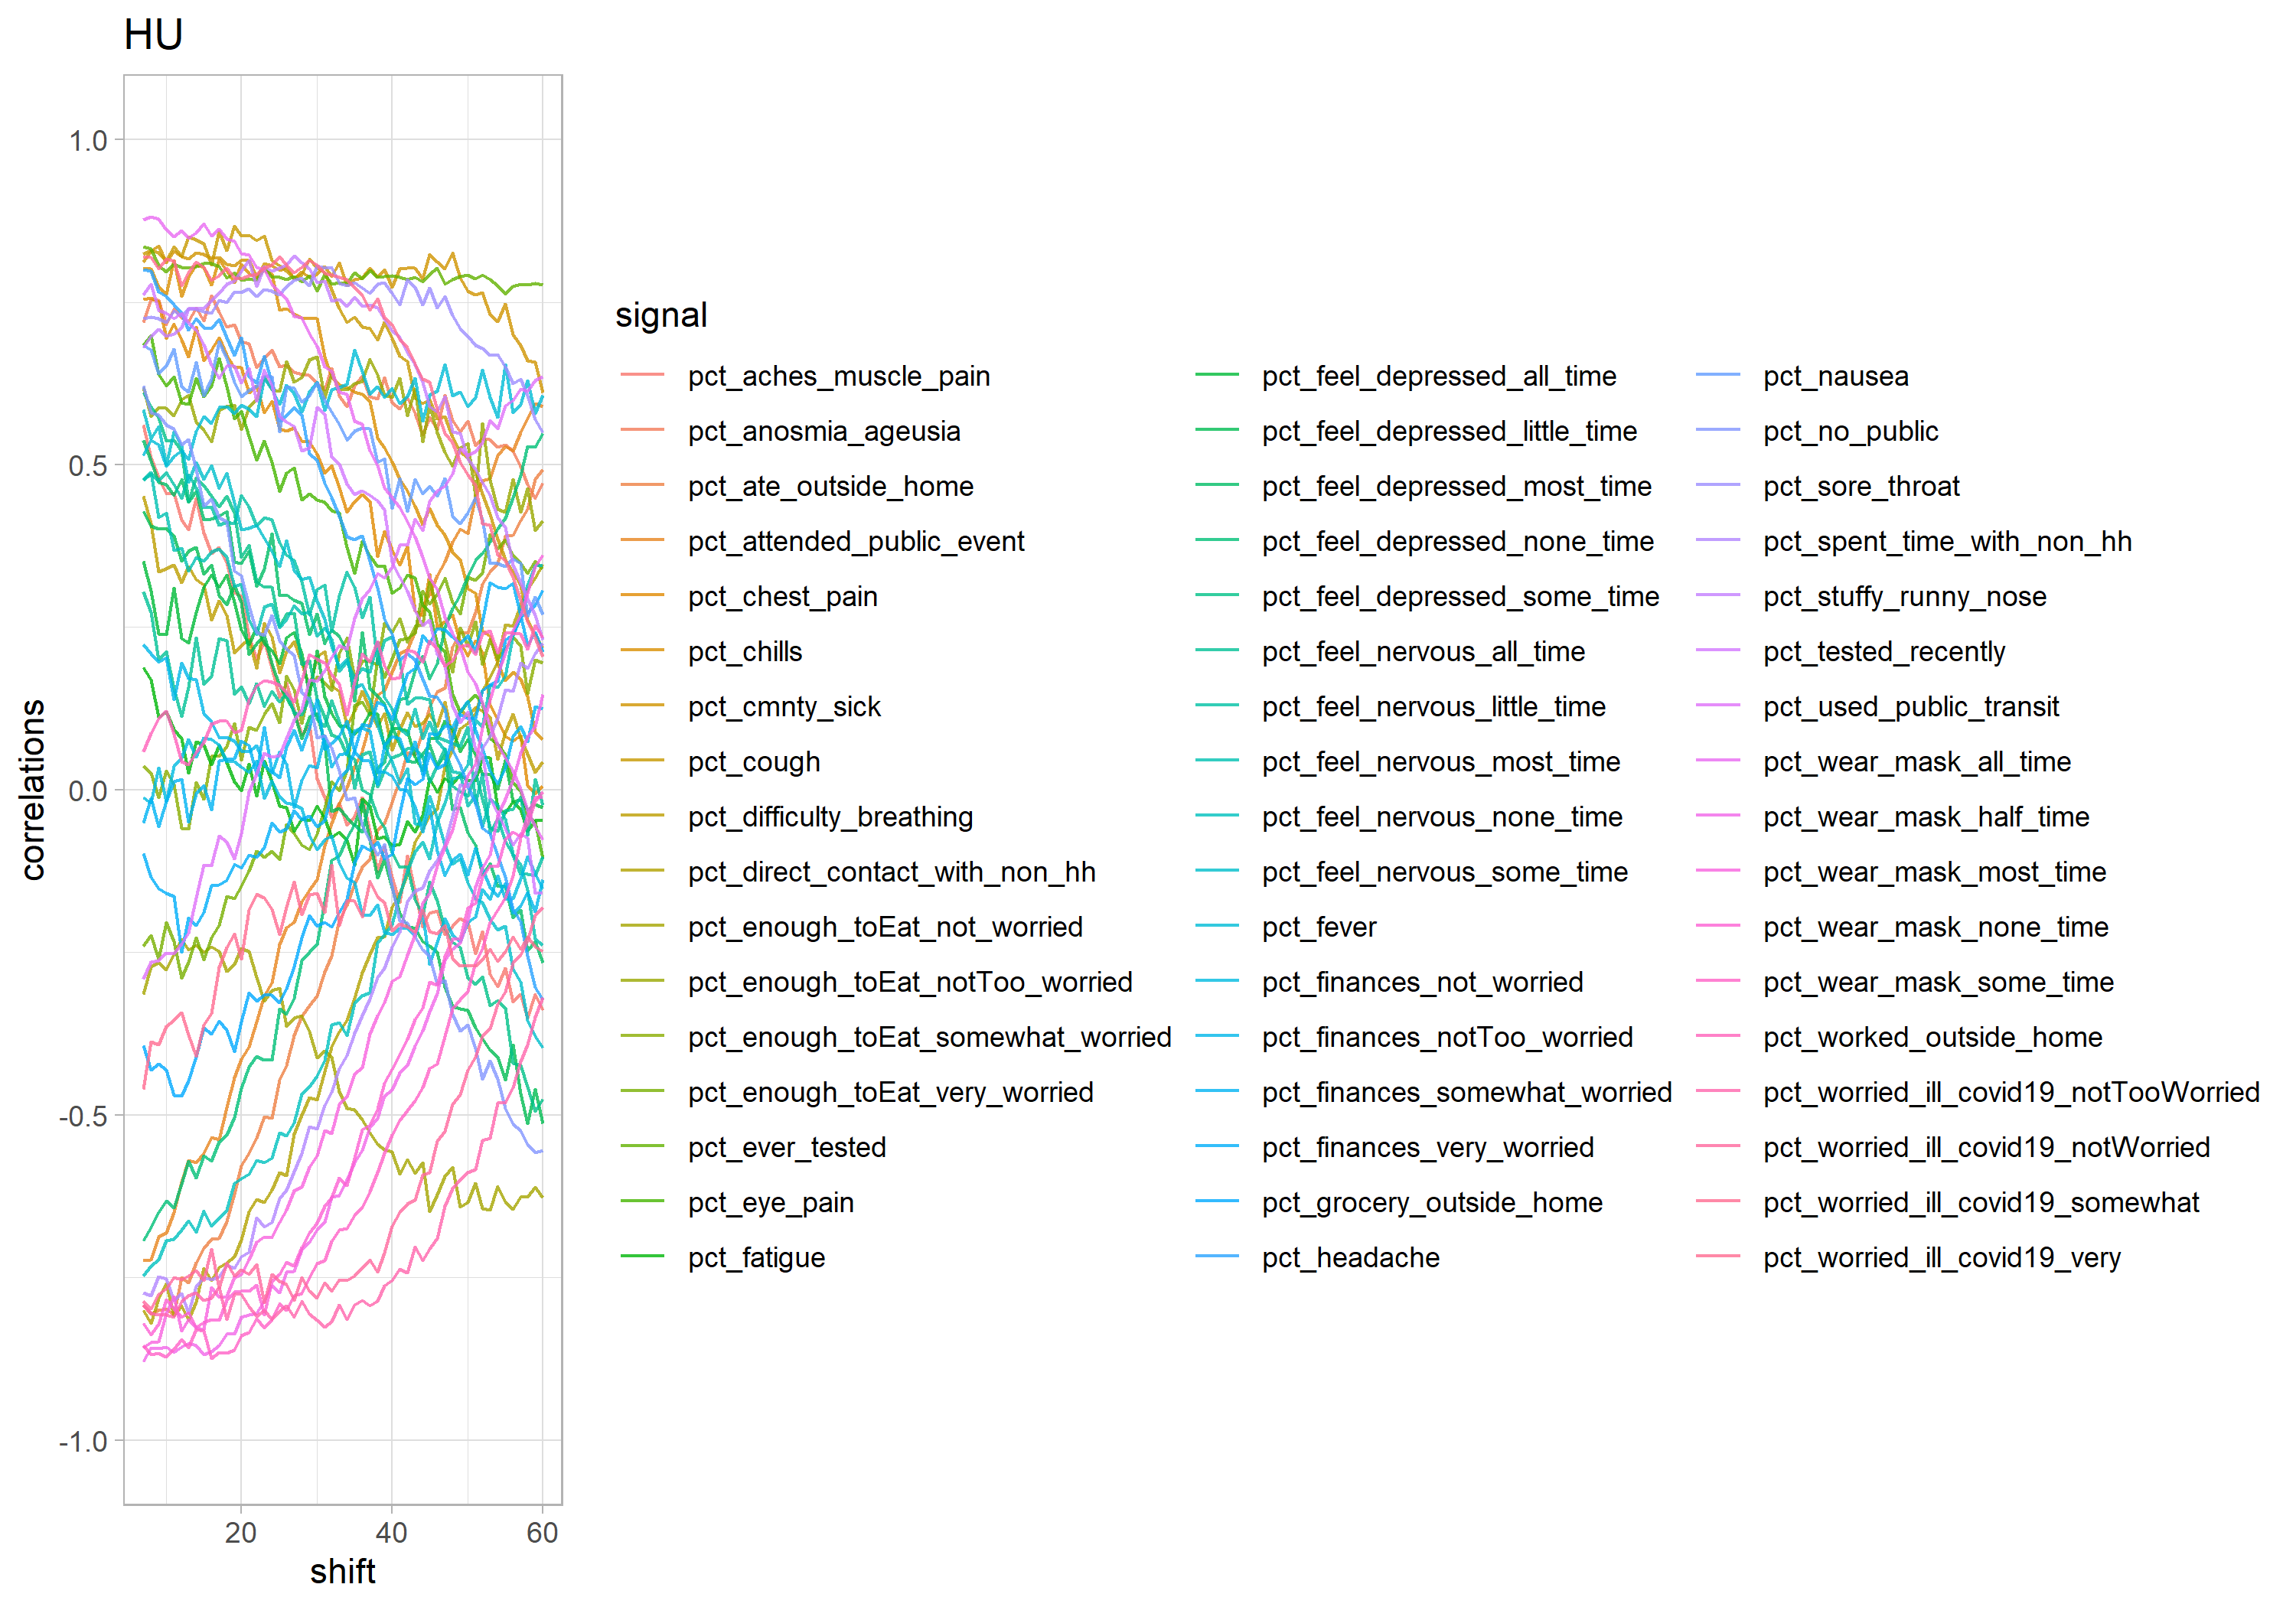 HU
1.0
0.5
0.0
-0.5
-1.0
correlations
20 40 60
shift
signal
pct_aches_muscle_pain
pct_anosmia_ageusia
pct_ate_outside_home
pct_attended_public_event
pct_chest_pain
pct_chills
pct_cmnty_sick
pct_cough
pct_difficulty_breathing
pct_direct_contact_with_non_hh
pct_enough_toEat_not_worried
pct_enough_toEat_notToo_worried
pct_enough_toEat_somewhat_worried
pct_enough_toEat_very_worried
pct_ever_tested
pct_eye_pain
pct_fatigue
pct_feel_depressed_all_time
pct_feel_depressed_little_time
pct_feel_depressed_most_time
pct_feel_depressed_none_time
pct_feel_depressed_some_time
pct_feel_nervous_all_time
pct_feel_nervous_little_time
pct_feel_nervous_most_time
pct_feel_nervous_none_time
pct_feel_nervous_some_time
pct_fever
pct_finances_not_worried
pct_finances_notToo_worried
pct_finances_somewhat_worried
pct_finances_very_worried
pct_grocery_outside_home
pct_headache
pct_nausea
pct_no_public
pct_sore_throat
pct_spent_time_with_non_hh
pct_stuffy_runny_nose
pct_tested_recently
pct_used_public_transit
pct_wear_mask_all_time
pct_wear_mask_half_time
pct_wear_mask_most_time
pct_wear_mask_none_time
pct_wear_mask_some_time
pct_worked_outside_home
pct_worried_ill_covid19_notTooWorried
pct_worried_ill_covid19_notWorried
pct_worried_ill_covid19_somewhat
pct_worried_ill_covid19_very